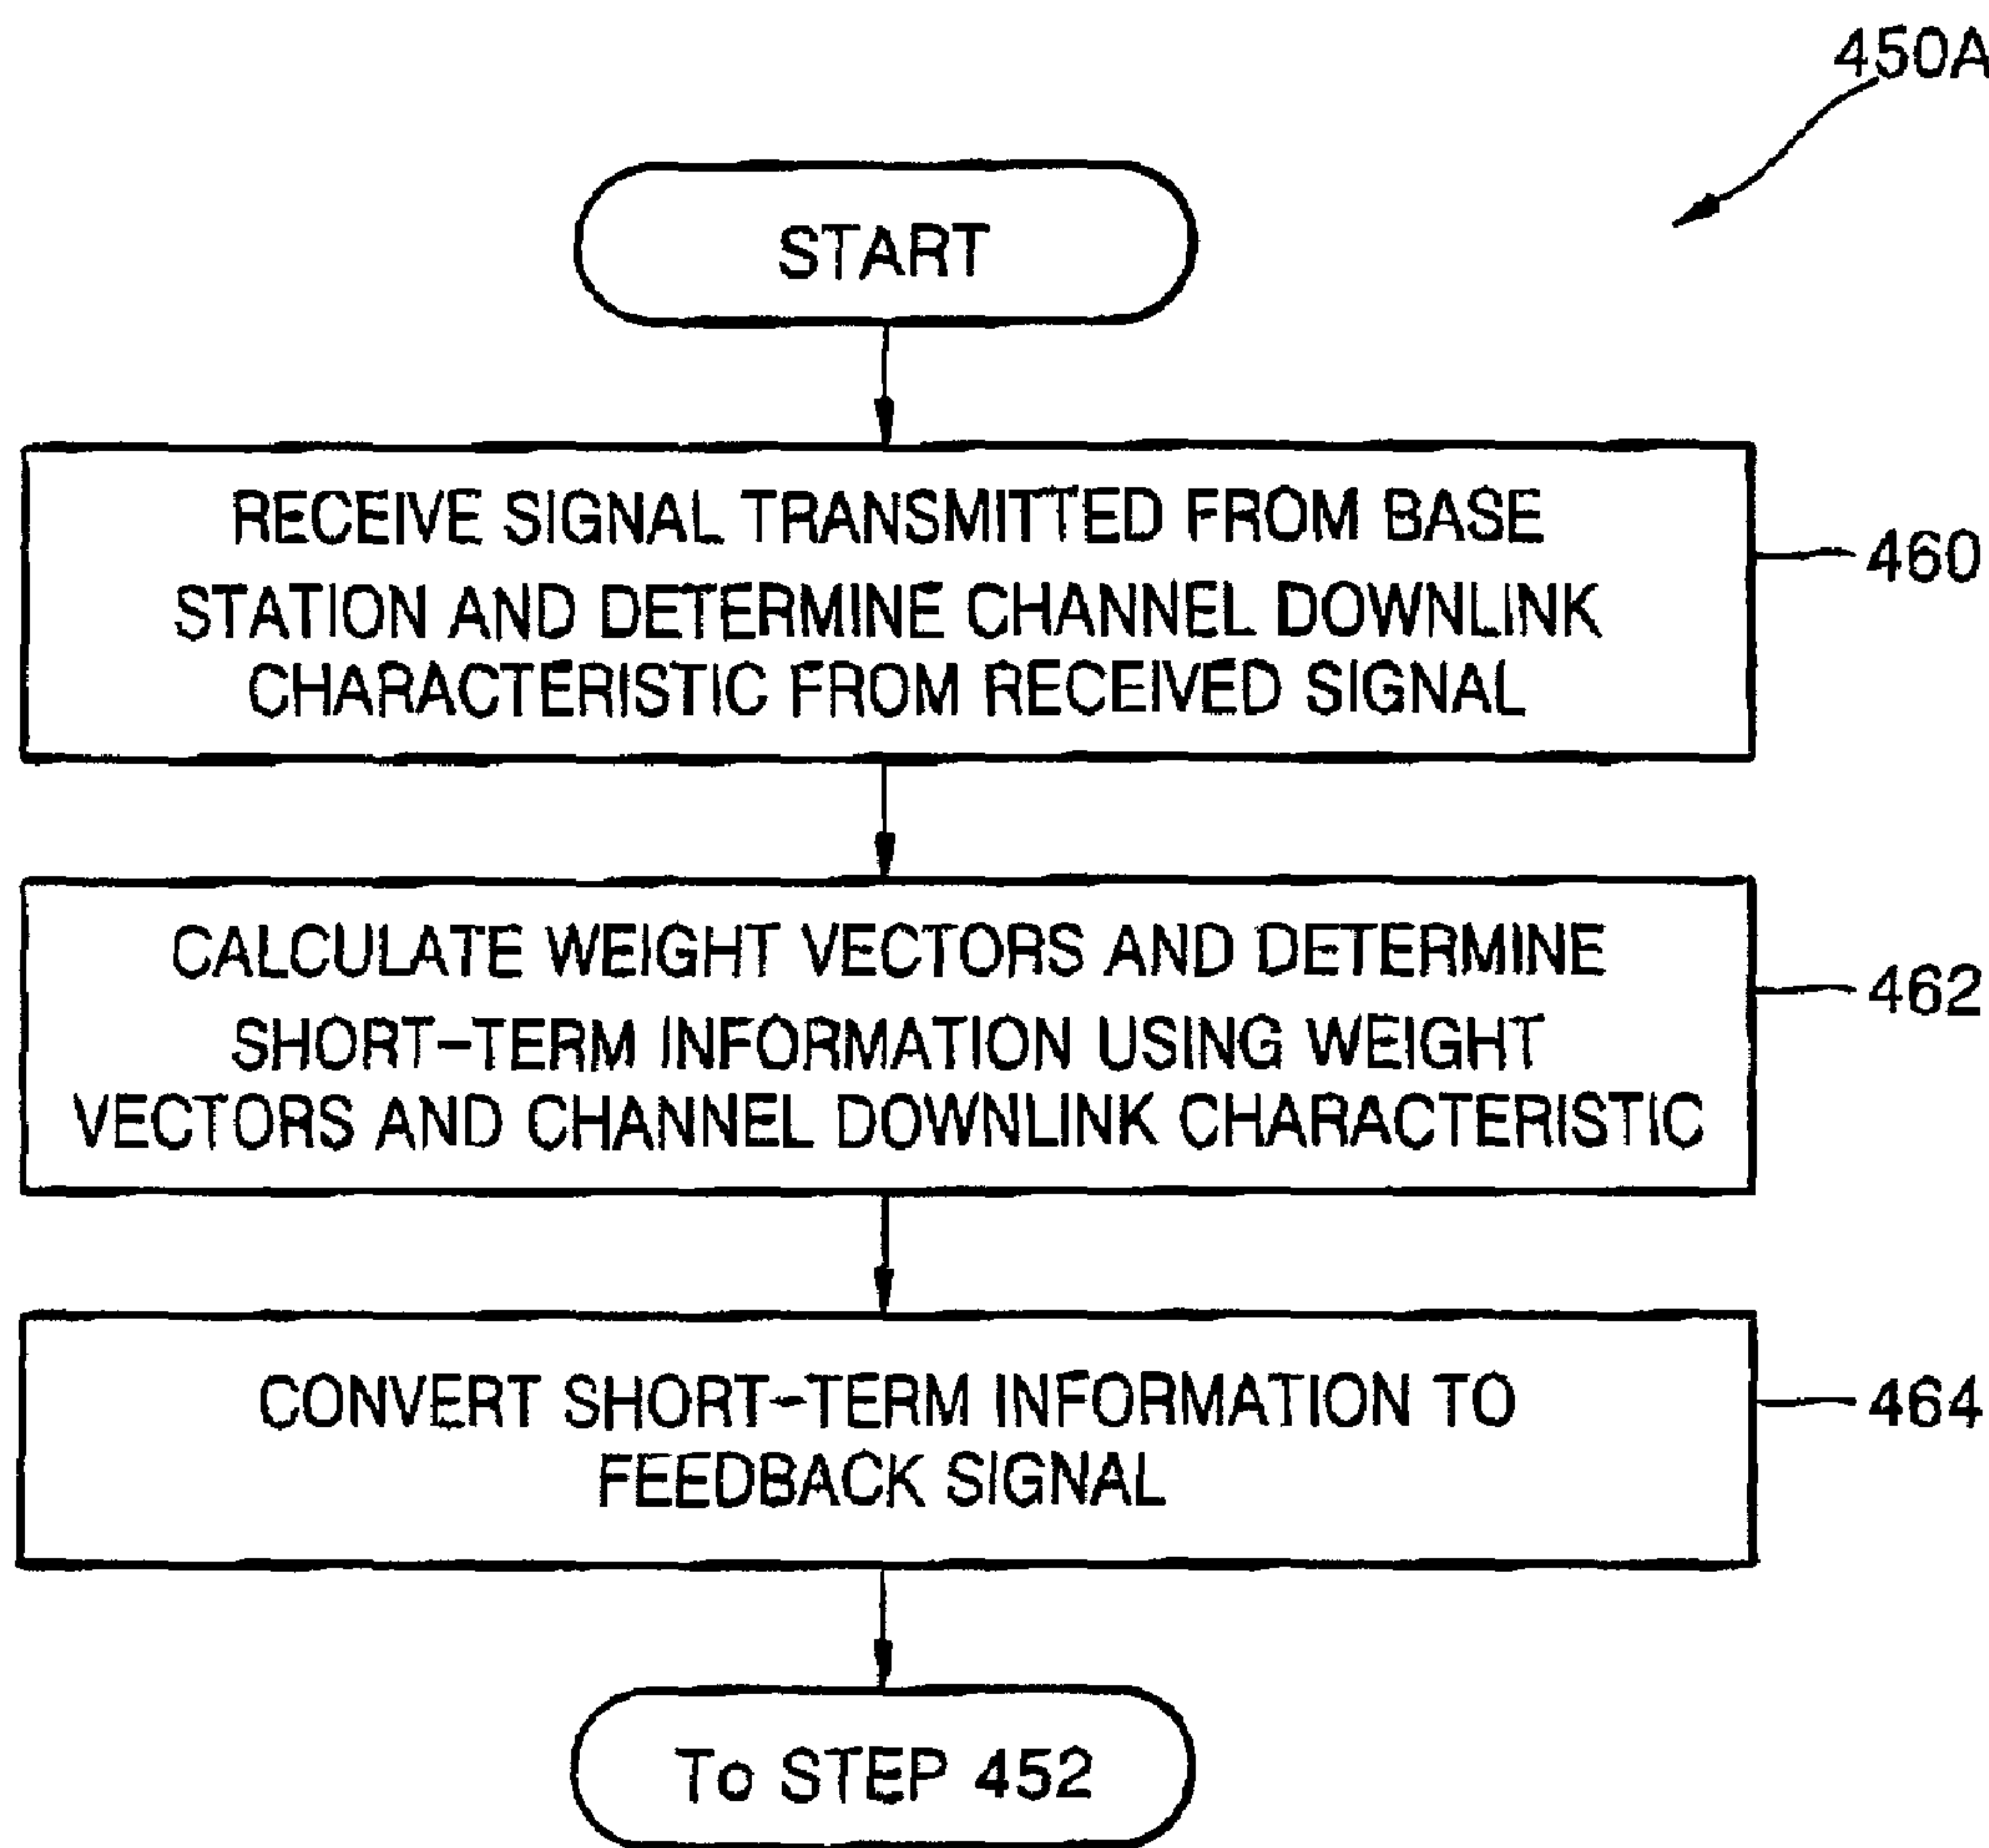 450A
START
RECEIVE SIGNAL TRANSMITTED FROM BASE
STATION AND DETERMINE CHANNEL DOWNLINK
CHARACTERISTIC FROM RECEIVED SIGNAL
460
CALCULATE WEIGHT VECTORS AND DETERMINE
SHORT-TERM INFORMATION USING WEIGHT
VECTORS AND CHANNEL DOWNLINK CHARACTERISTIC
462
CONVERT SHORT-TERM INFORMATION TO
FEEDBACK SIGNAL
464
To STEP 452